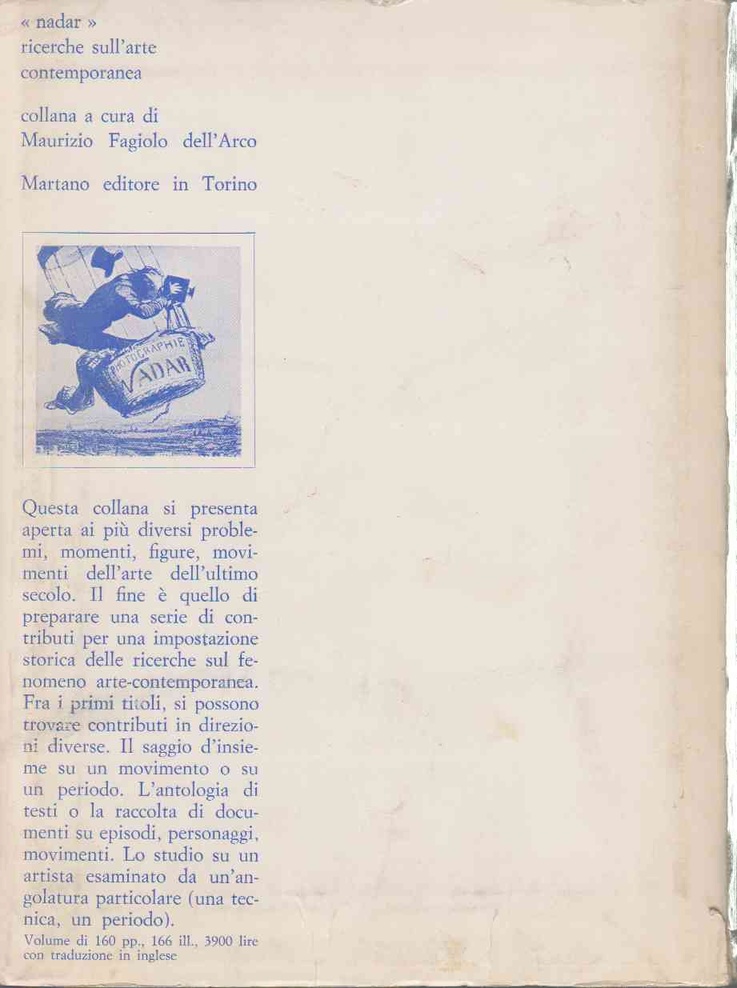 « nadar »
ricerche sull'arte
contemporanea
collana a cura di
Maurizio Fagiolo dell'Arco
Martano editore in Torino
PHOTOGRAPHIE
NADAR
Questa collana si presenta
aperta ai più diversi proble-
mi, momenti, figure, movi-
menti dell'arte dell'ultimo
secolo. Il fine è quello di
preparare una serie di con-
tributi per una impostazione
storica delle ricerche sul fe-
nomeno arte-contemporanea.
Fra i primi titoli, si possono
trovare contributi in direzio-
ni diverse. Il saggio d'insie-
me su un movimento o su
un periodo. L'antologia di
testi o la raccolta di docu-
menti su episodi, personaggi,
movimenti. Lo studio su un
artista esaminato da un'an-
golatura particolare (una tec-
nica, un periodo).
Volume di 160 pp., 166 ill., 3900 lire
con traduzione in inglese